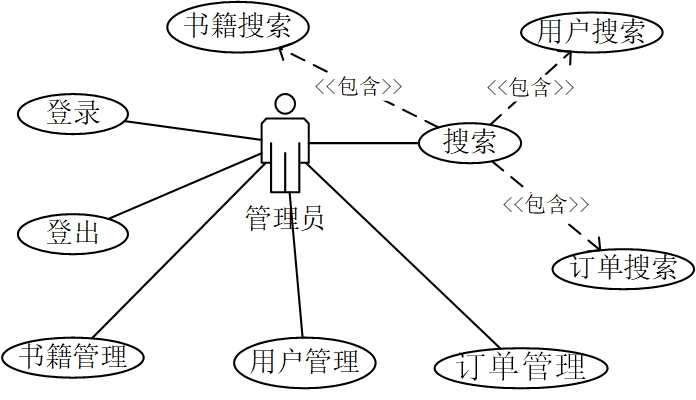 书籍搜索
用户搜索
<<包含>>
<<包含>>
登录
搜索
<<包含>>
管理员
登出
订单搜索
书籍管理
用户管理
订单管理